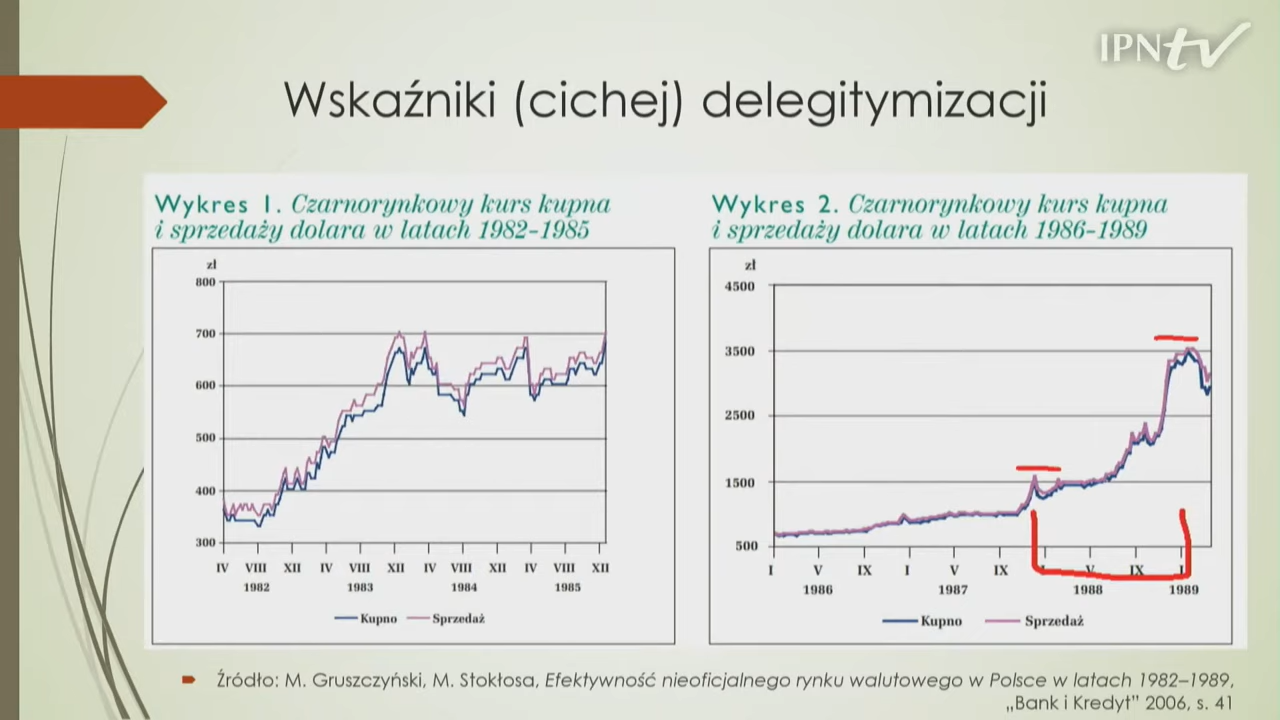 IPNtv
Wskaźniki (cichej) delegitymizacji
Wykres 1. Czarnorynkowy kurs kupna
i sprzedaży dolara w latach 1982–1985
zł
800
700
600
500
400
300
IV VIII XII IV VIII XII IV VIII XII IV VIII XII
1982 1983 1984 1985
Kupno Sprzedaż
Wykres 2. Czarnorynkowy kurs kupna
i sprzedaży dolara w latach 1986–1989
zł
4500
3500
2500
1500
500
I V IX I V IX I V IX I
1986 1987 1988 1989
Kupno Sprzedaż
Źródło: M. Gruszczyński, M. Stokłosa, Efektywność nieoficjalnego rynku walutowego w Polsce w latach 1982–1989,
„Bank i Kredyt” 2006, s. 41